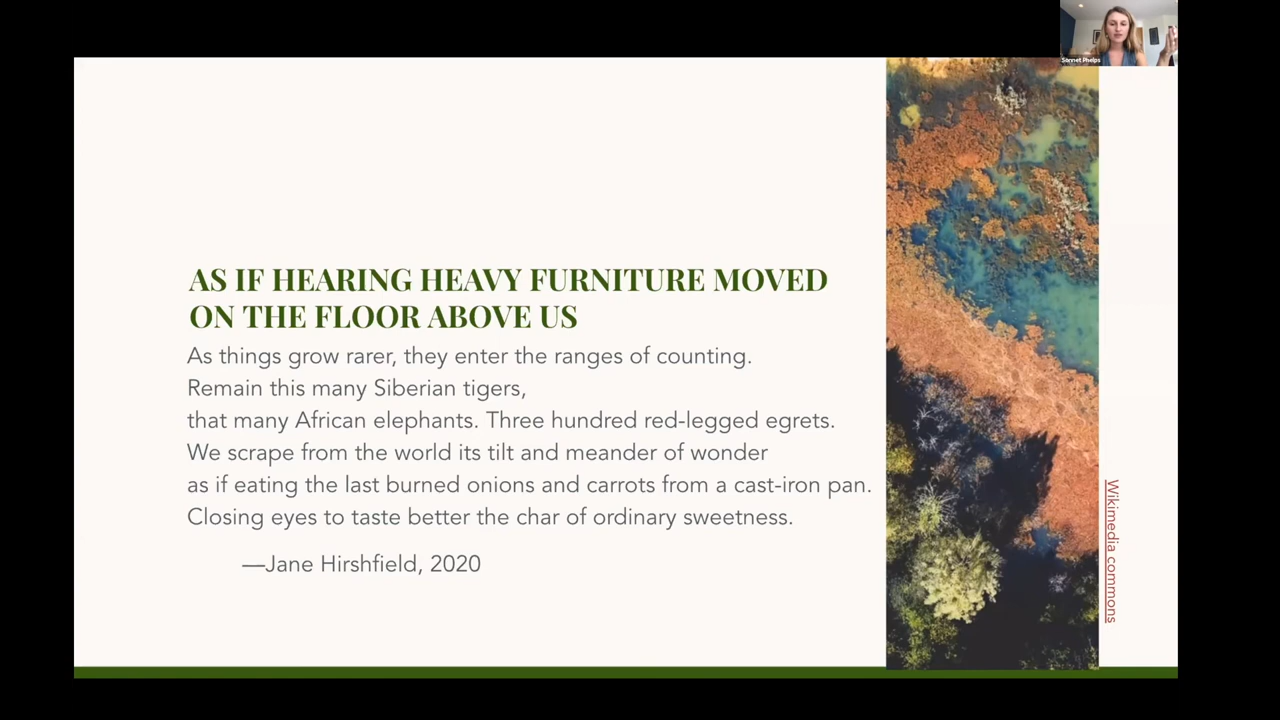 Sonnet Phelps
AS IF HEARING HEAVY FURNITURE MOVED
ON THE FLOOR ABOVE US
As things grow rarer, they enter the ranges of counting.
Remain this many Siberian tigers,
that many African elephants. Three hundred red-legged egrets.
We scrape from the world its tilt and meander of wonder
as if eating the last burned onions and carrots from a cast-iron pan.
Closing eyes to taste better the char of ordinary sweetness.
—Jane Hirshfield, 2020
Wikimedia commons